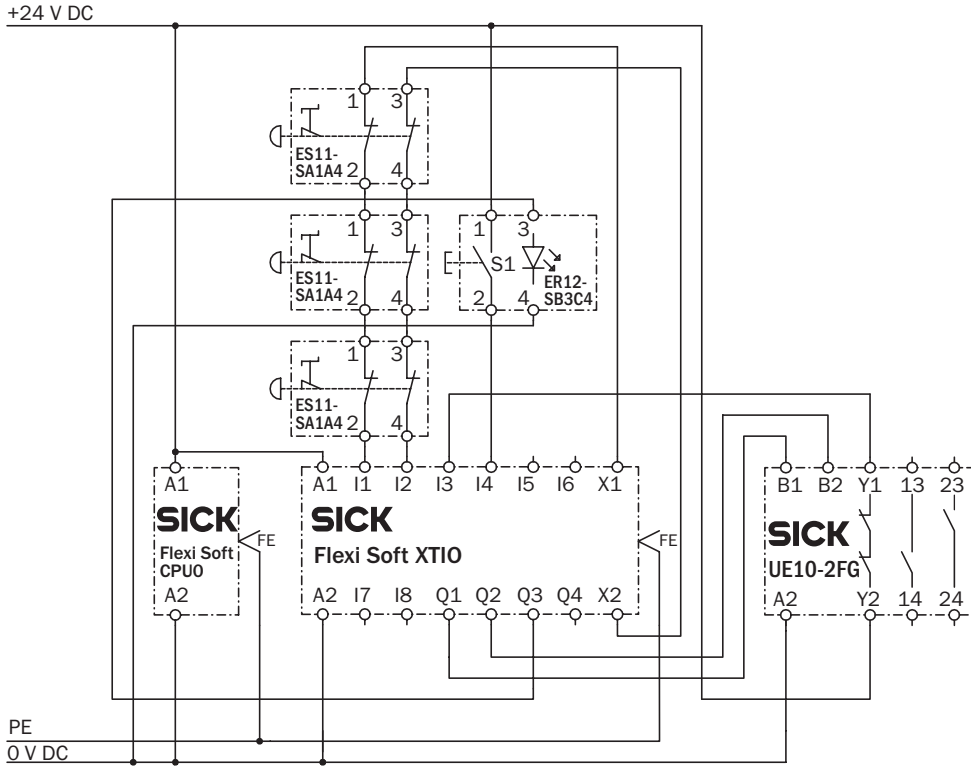 +24 V DC
1 3
ES11-
SA1A4
2 4
1 3
ES11-
SA1A4
2 4
1 3
S1
ER12-
SB3C4
2 4
1 3
ES11-
SA1A4
2 4
A1
SICK
Flexi Soft
CPU0
A2
FE
A1 I1 I2 I3 I4 I5 I6 X1
SICK
Flexi Soft XTIO
A2 I7 I8 Q1 Q2 Q3 Q4 X2
FE
B1 B2 Y1 13 23
SICK
UE10-2FG
A2 Y2 14 24
PE
0 V DC